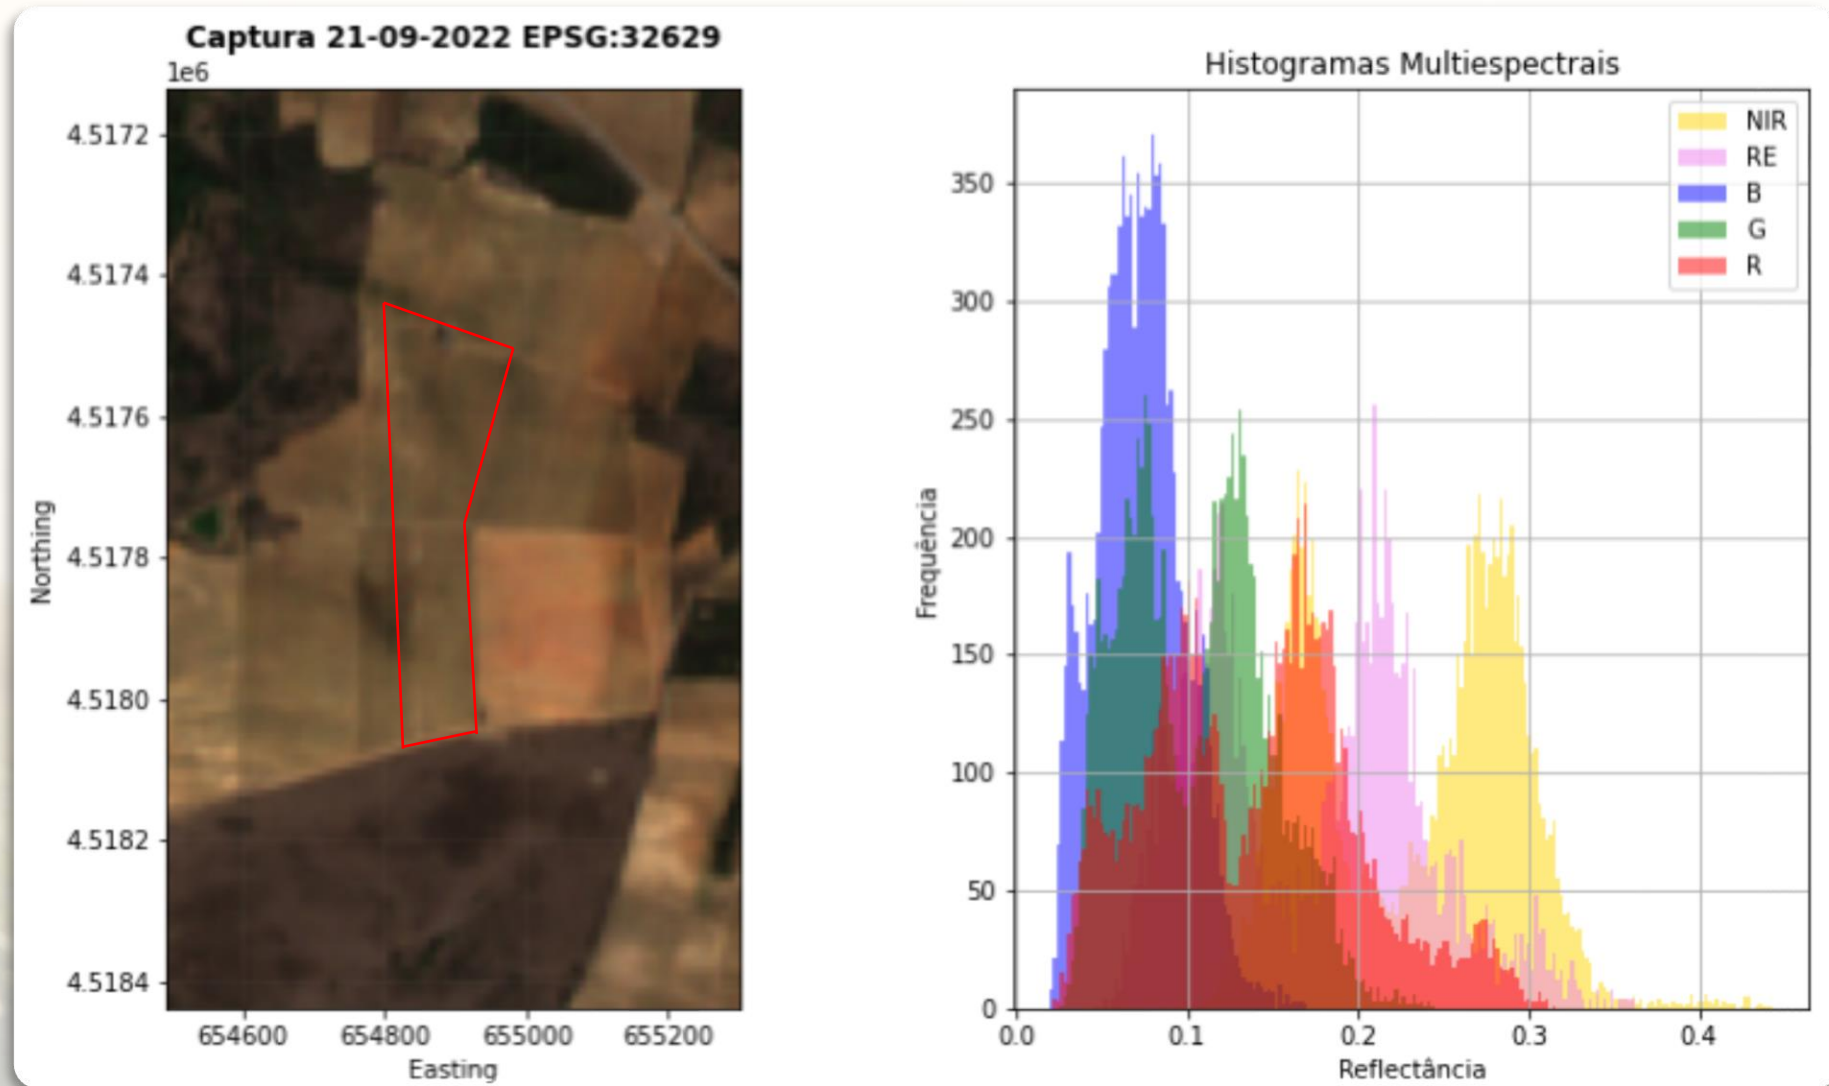 Captura 21-09-2022 EPSG:32629
1e6
4.5172
4.5174
4.5176
4.5178
4.5180
4.5182
4.5184
Northing
654600 654800 655000 655200
Easting
Histogramas Multiespectrais
NIR
RE
B
G
R
350
300
250
200
150
100
50
0
Frequência
0.0 0.1 0.2 0.3 0.4
Reflectância